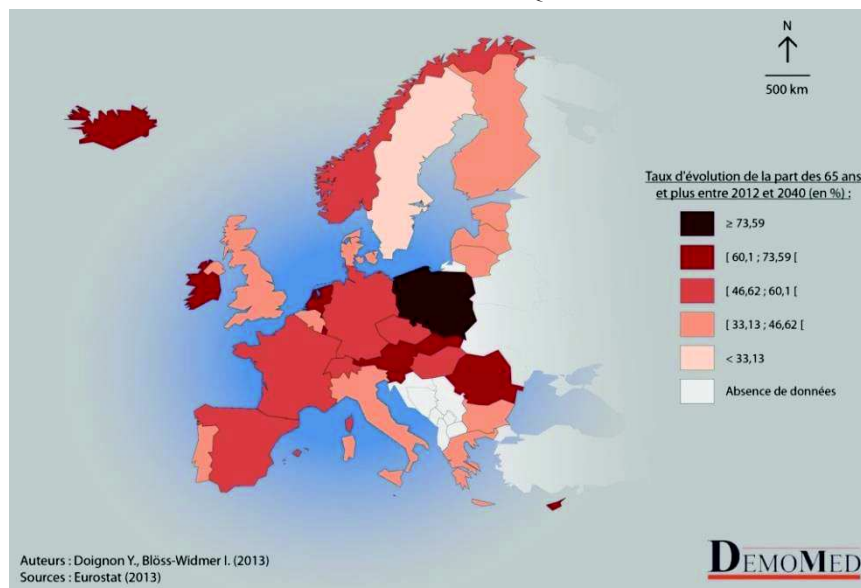 N
500 km
Taux d'évolution de la part des 65 ans
et plus entre 2012 et 2040 (en %) :
≥ 73,59
[ 60,1 ; 73,59 [
[ 46,62 ; 60,1 [
[ 33,13 ; 46,62 [
< 33,13
Absence de données
Auteurs : Doignon Y., Blöss-Widmer I. (2013)
Sources : Eurostat (2013)
DEMOMED